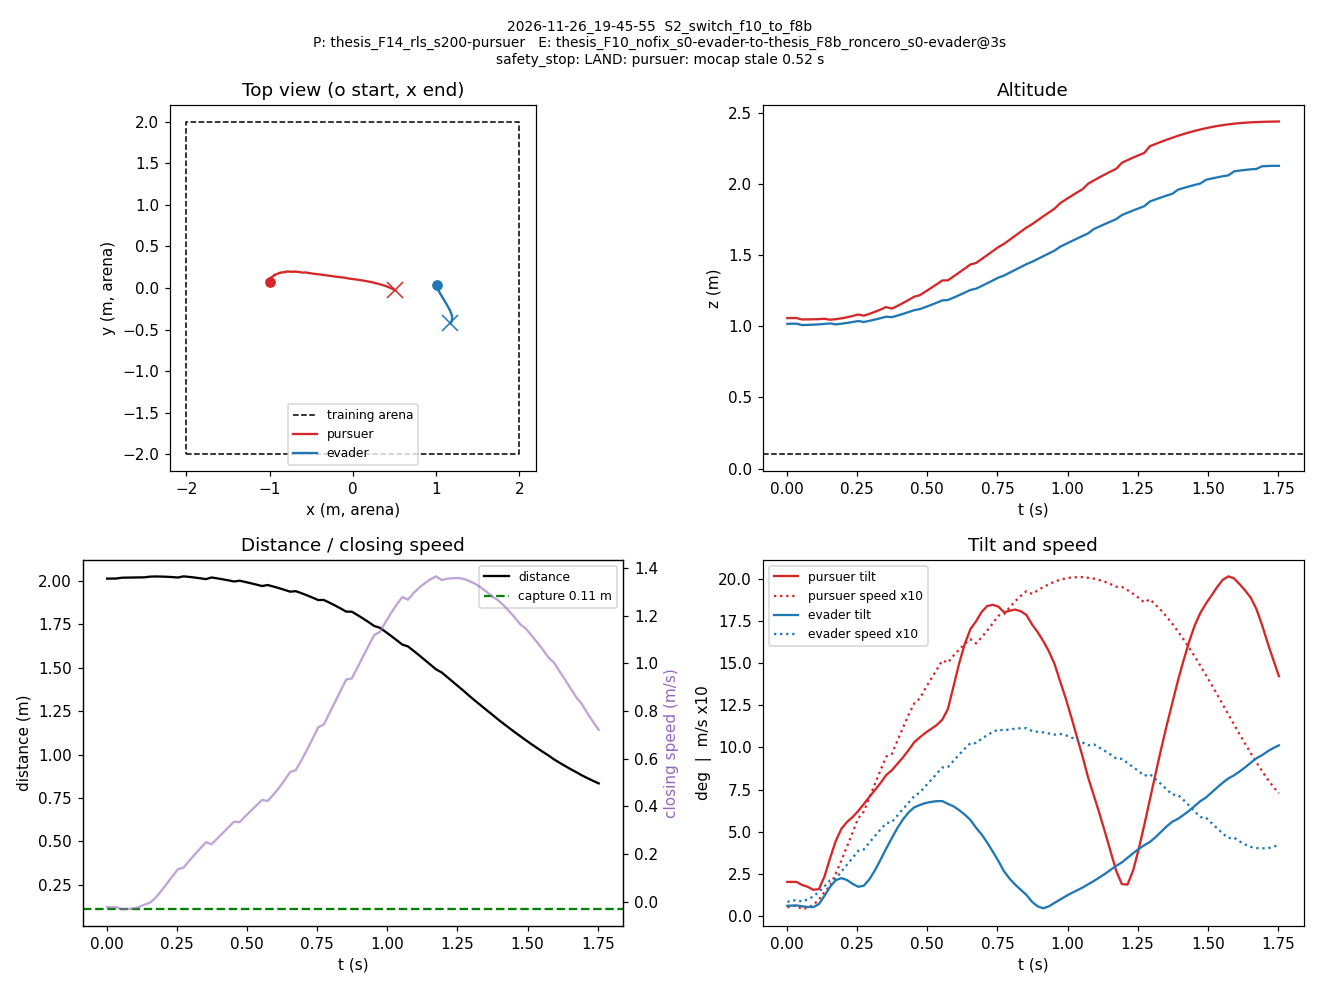 2026-11-26_19-45-55  S2_switch_f10_to_f8b
P: thesis_F14_rls_s200-pursuer   E: thesis_F10_nofix_s0-evader-to-thesis_F8b_roncero_s0-evader@3s
safety_stop: LAND: pursuer: mocap stale 0.52 s
Top view (o start, x end)
2.0
1.5
1.0
0.5
0.0
−0.5
−1.0
−1.5
−2.0
y (m, arena)
training arena
pursuer
evader
−2
−1
0
1
2
x (m, arena)
Altitude
2.5
2.0
1.5
1.0
0.5
0.0
z (m)
0.00
0.25
0.50
0.75
1.00
1.25
1.50
1.75
t (s)
Distance / closing speed
2.00
1.75
1.50
1.25
1.00
0.75
0.50
0.25
distance (m)
distance
capture 0.11 m
1.4
1.2
1.0
0.8
0.6
0.4
0.2
0.0
closing speed (m/s)
0.00
0.25
0.50
0.75
1.00
1.25
1.50
1.75
t (s)
Tilt and speed
20.0
17.5
15.0
12.5
10.0
7.5
5.0
2.5
0.0
deg  |  m/s x10
pursuer tilt
pursuer speed x10
evader tilt
evader speed x10
0.00
0.25
0.50
0.75
1.00
1.25
1.50
1.75
t (s)